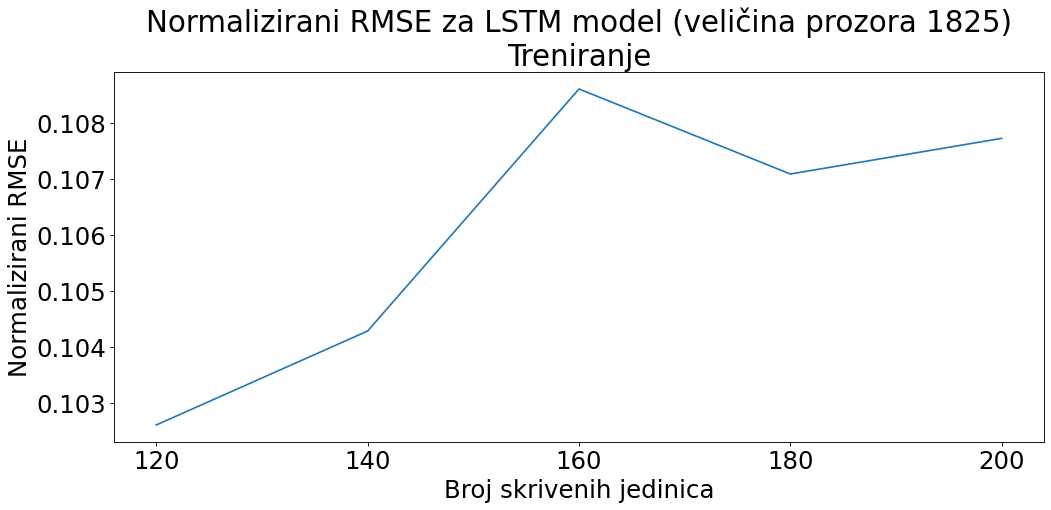 Normalizirani RMSE za LSTM model (veličina prozora 1825)
Treniranje
Normalizirani RMSE
0.108
0.107
0.106
0.105
0.104
0.103
120 140 160 180 200
Broj skrivenih jedinica